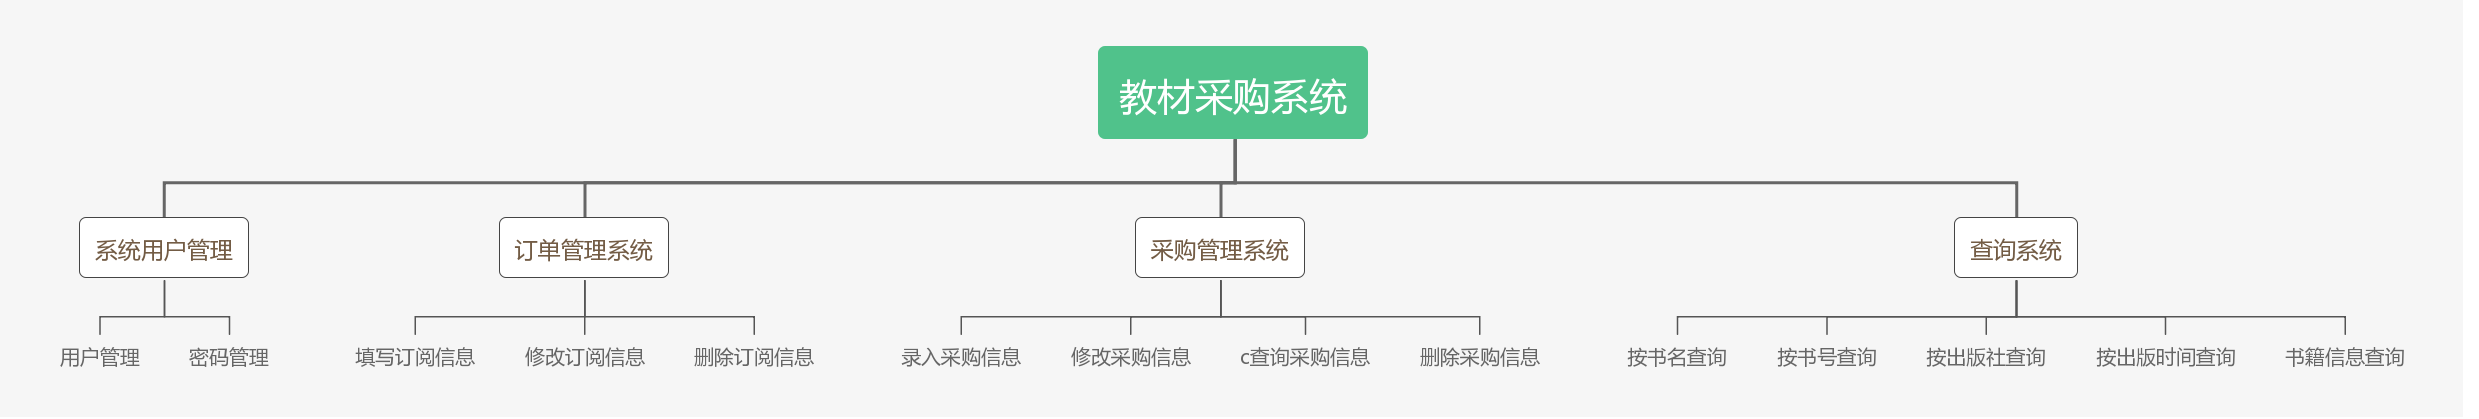 教材采购系统
系统用户管理
订单管理系统
采购管理系统
查询系统
用户管理
密码管理
填写订阅信息
修改订阅信息
删除订阅信息
录入采购信息
修改采购信息
c查询采购信息
删除采购信息
按书名查询
按书号查询
按出版社查询
按出版时间查询
书籍信息查询